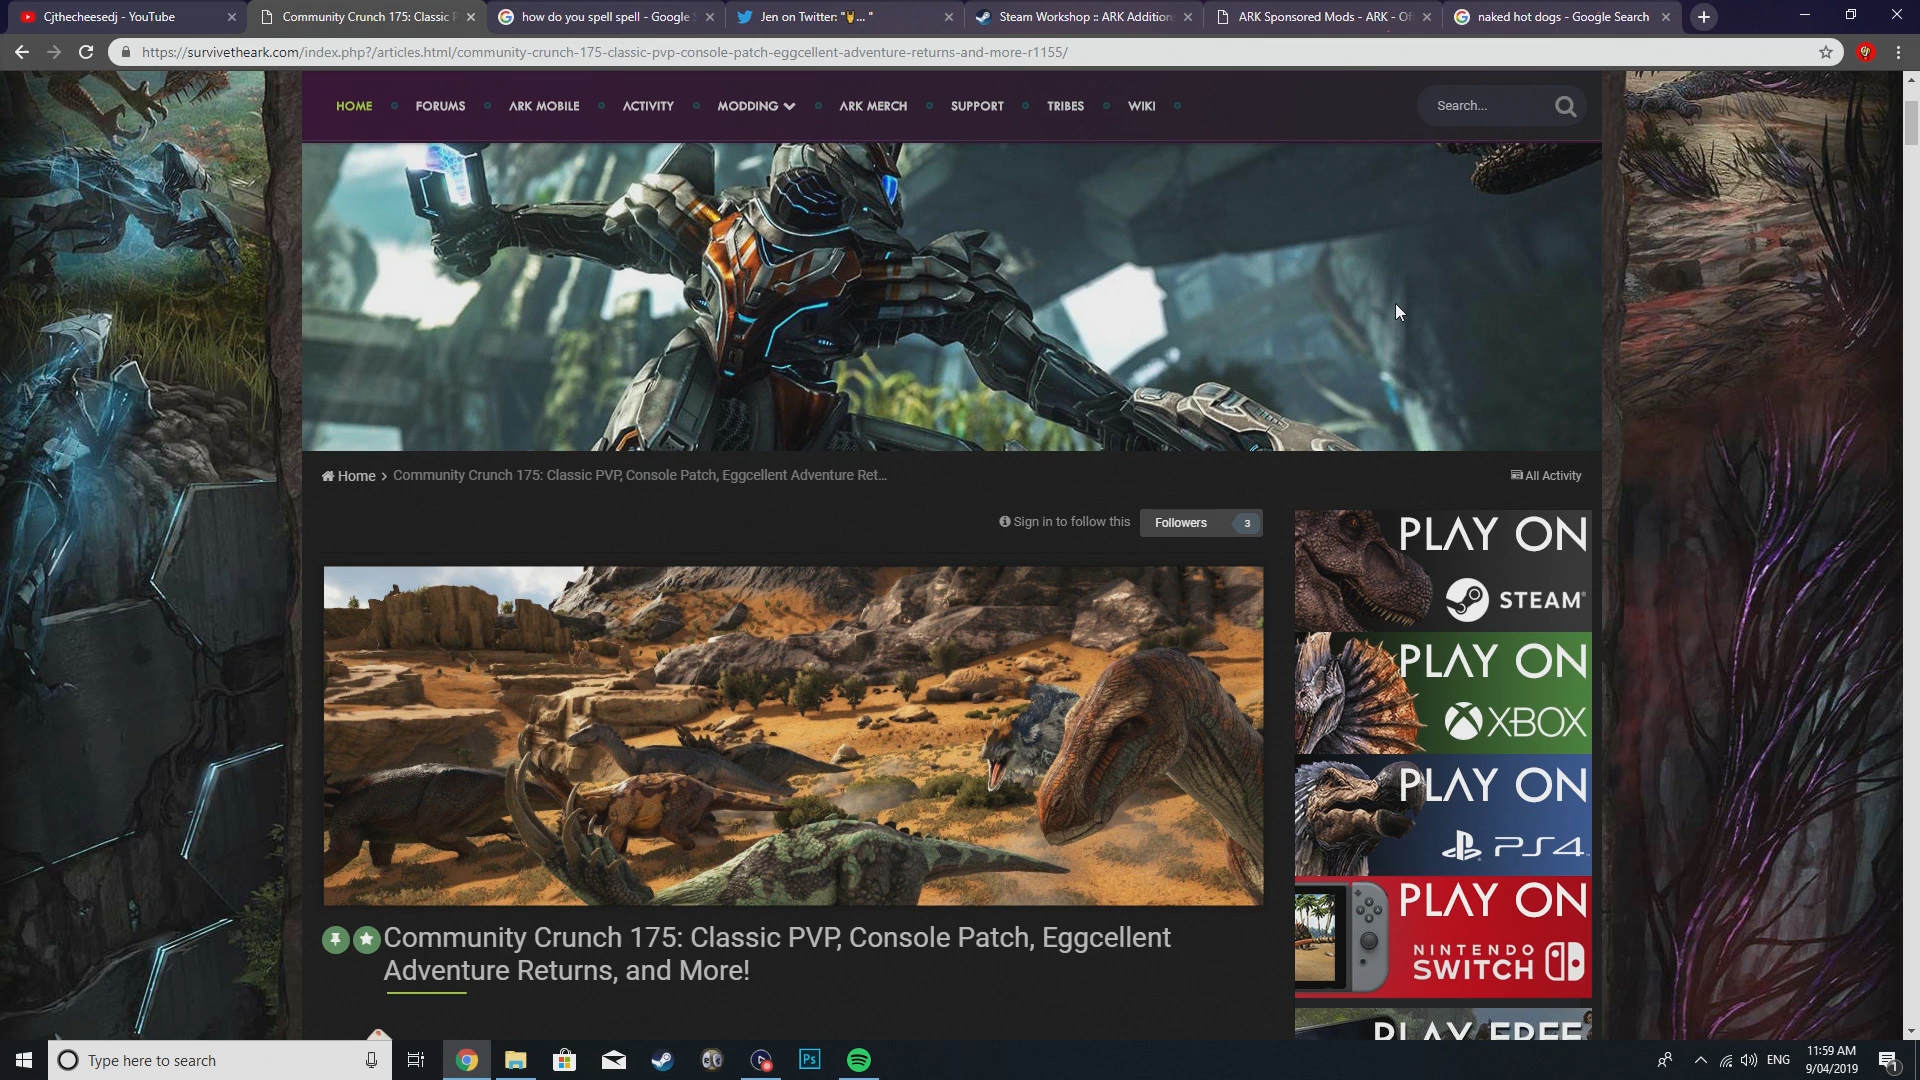 Cjthecheesedj - YouTube
Community Crunch 175: Classic P
how do you spell spell - Google S
Jen on Twitter: " ... "
Steam Workshop :: ARK Addition
ARK Sponsored Mods - ARK - Of
naked hot dogs - Google Search
https://survivetheark.com/index.php?/articles.html/community-crunch-175-classic-pvp-console-patch-eggcellent-adventure-returns-and-more-r1155/
HOME FORUMS ARK MOBILE ACTIVITY MODDING ARK MERCH SUPPORT TRIBES WIKI
Search...
Home > Community Crunch 175: Classic PVP, Console Patch, Eggcellent Adventure Ret...
All Activity
Sign in to follow this
Followers 3
PLAY ON
STEAM
PLAY ON
XBOX
PLAY ON
PS4
PLAY ON
NINTENDO
SWITCH
PLAY FREE
Community Crunch 175: Classic PVP, Console Patch, Eggcellent
Adventure Returns, and More!
Type here to search
Ps
ENG
11:59 AM
9/04/2019
1